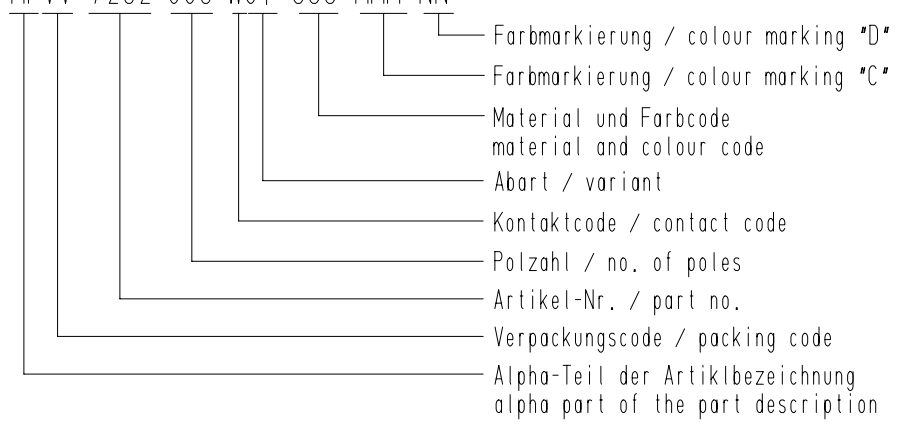 Farbmarkierung / colour marking "D"
Farbmarkierung / colour marking "C"
Material und Farbcode
material and colour code
Abart / variant
Kontaktcode / contact code
Polzahl / no. of poles
Artikel-Nr. / part no.
Verpackungscode / packing code
Alpha-Teil der Artiklbezeichnung
alpha part of the part description